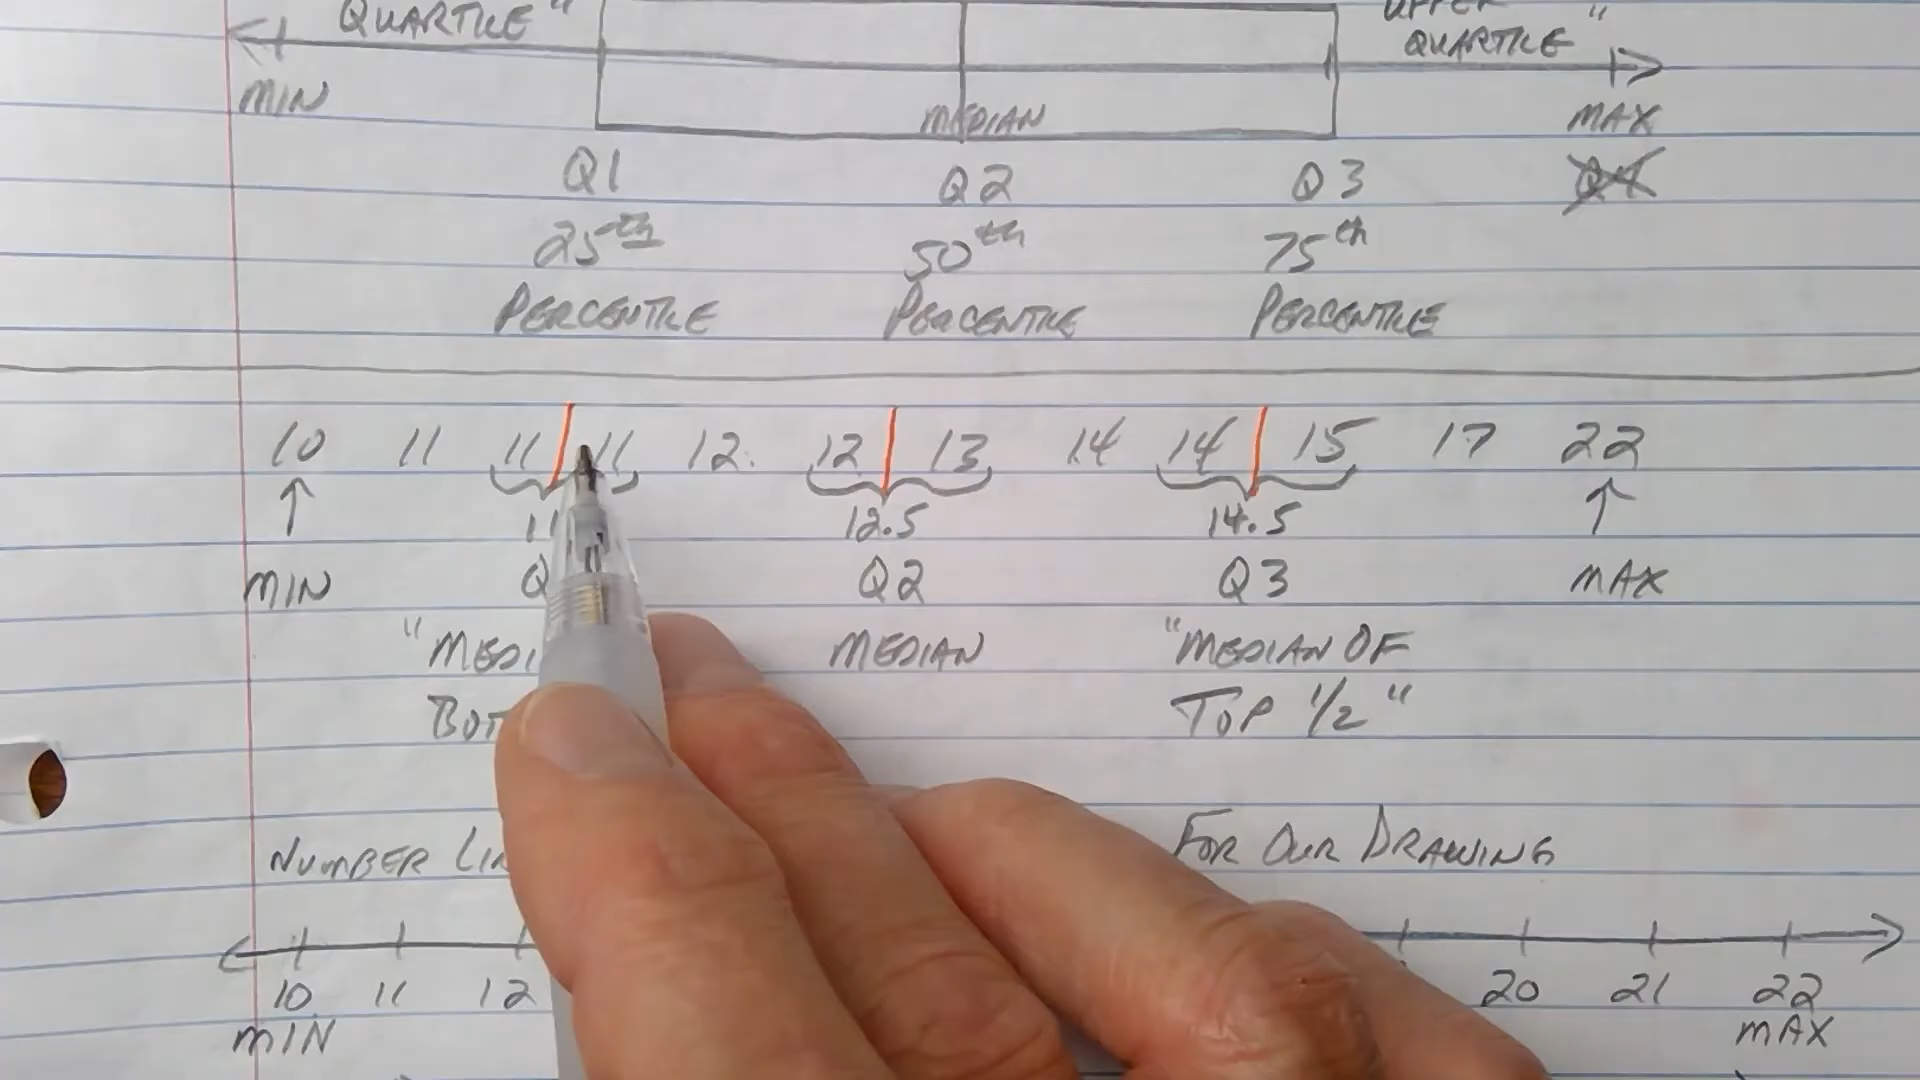 QUARTILE" UPPER QUARTILE"
MIN MEDIAN MAX
Q1 Q2 Q3
25th 50th 75th
PERCENTILE PERCENTILE PERCENTILE
10 11 11 11 12 12 13 14 14 15 17 22
11 12.5 14.5
MIN Q2 Q3 MAX
MEDIAN "MEDIAN OF
TOP 1/2"
NUMBER FOR OUR DRAWING
10 11 12 20 21 22
MIN MAX